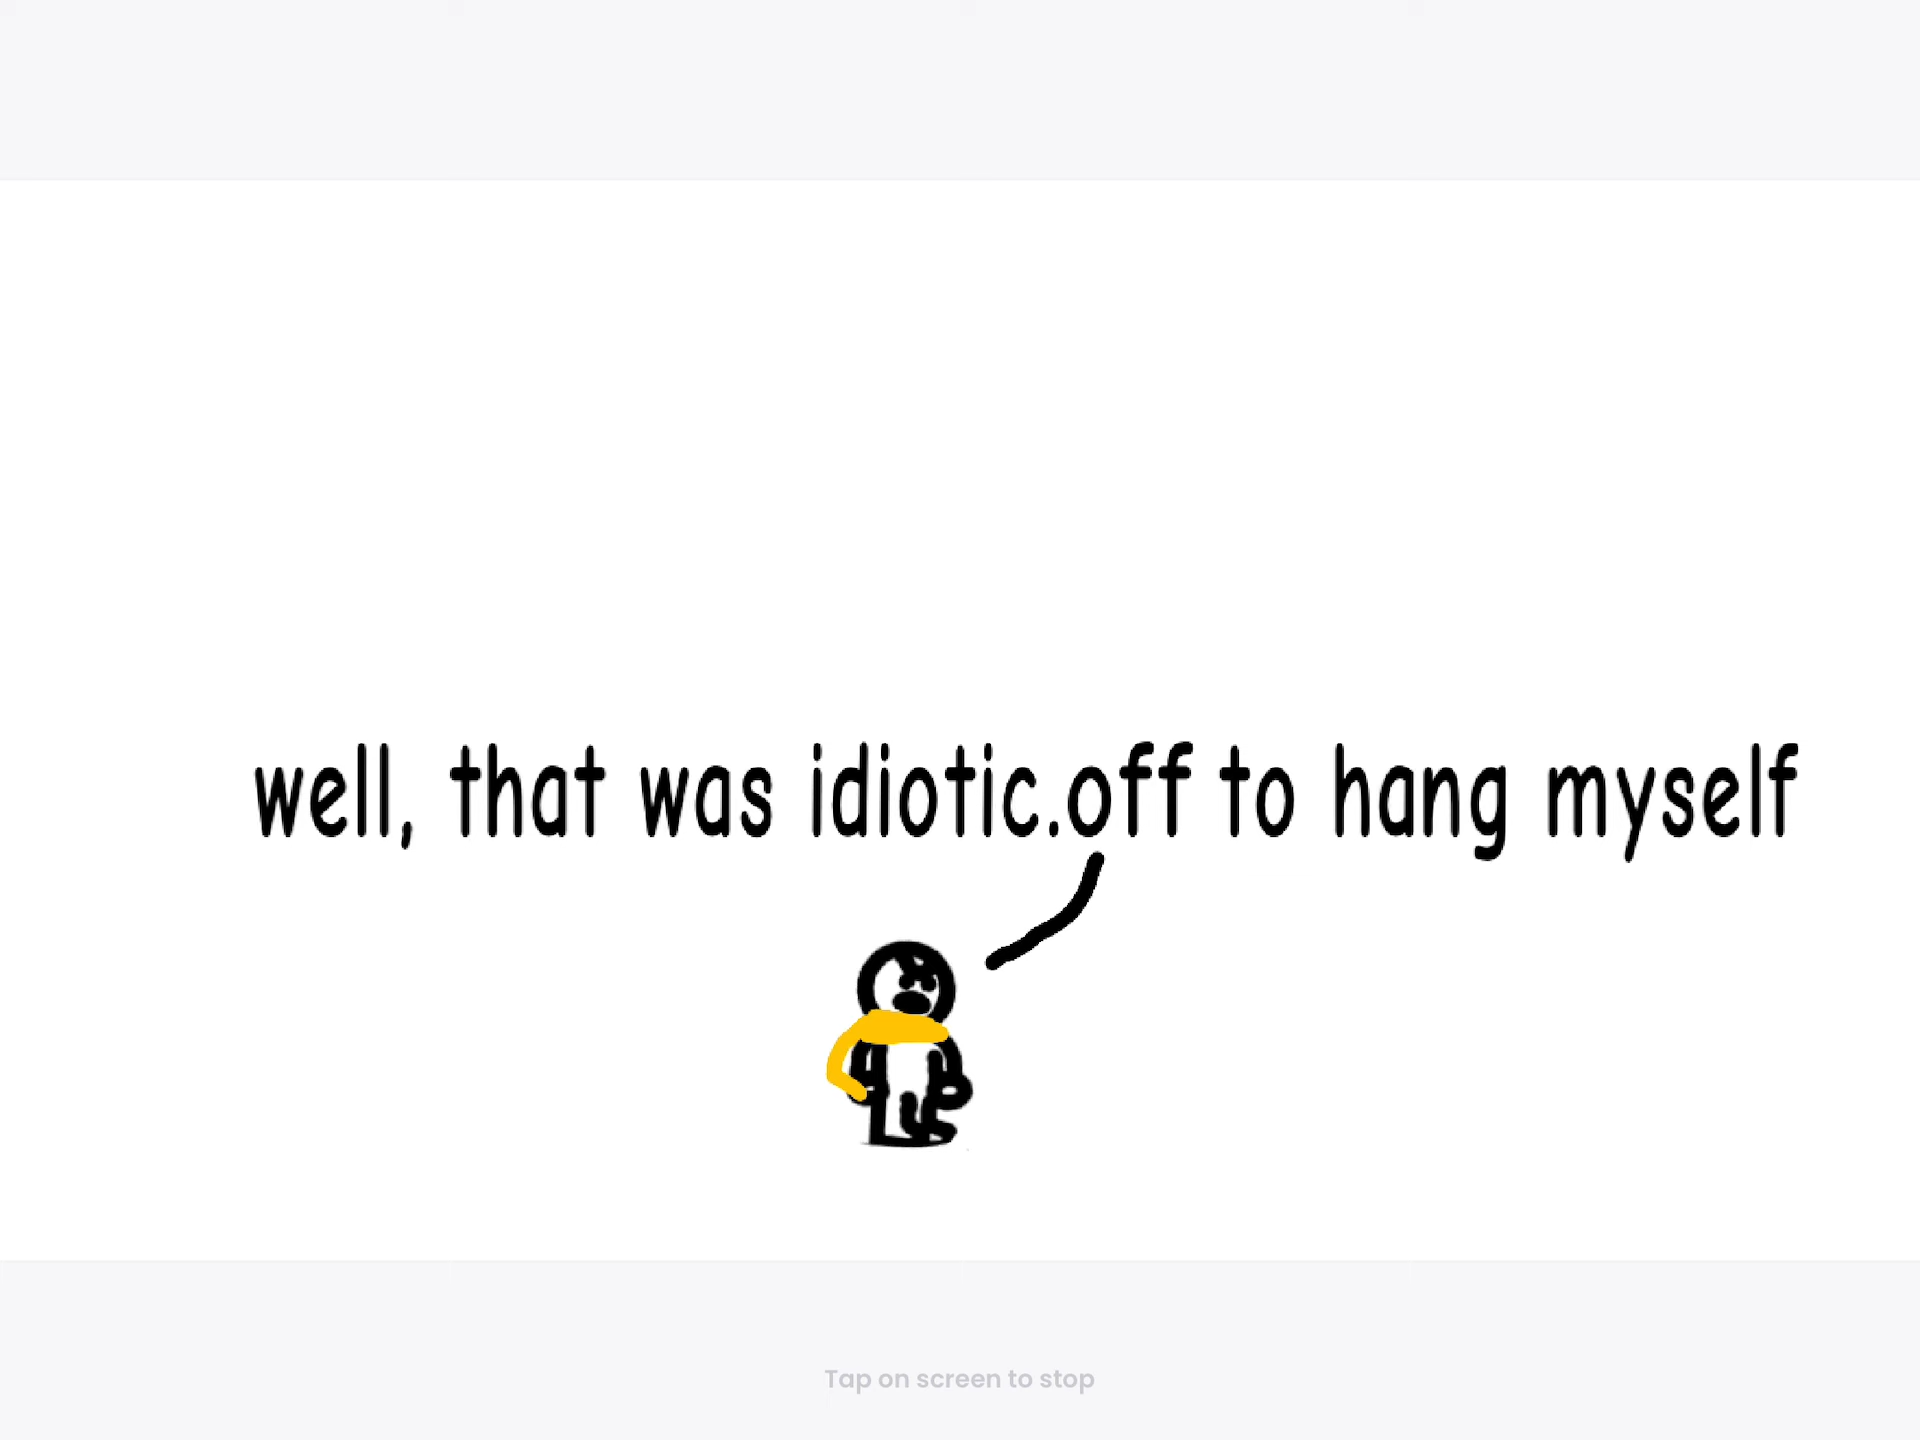 well, that was idiotic.off to hang myself
Tap on screen to stop